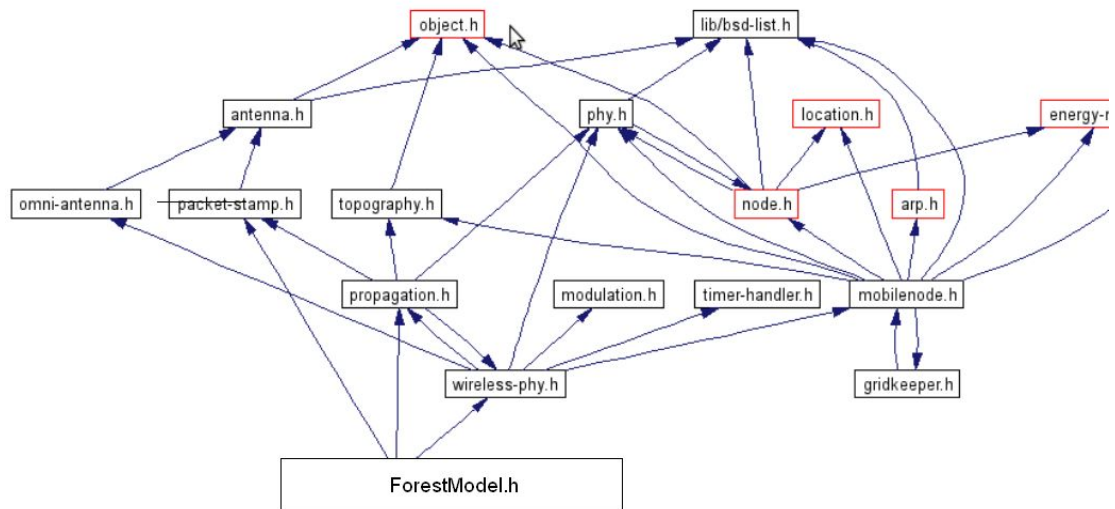 object.h
lib/bsd-list.h
antenna.h
phy.h
location.h
energy-
omni-antenna.h
packet-stamp.h
topography.h
node.h
arp.h
propagation.h
modulation.h
timer-handler.h
mobilenode.h
wireless-phy.h
gridkeeper.h
ForestModel.h